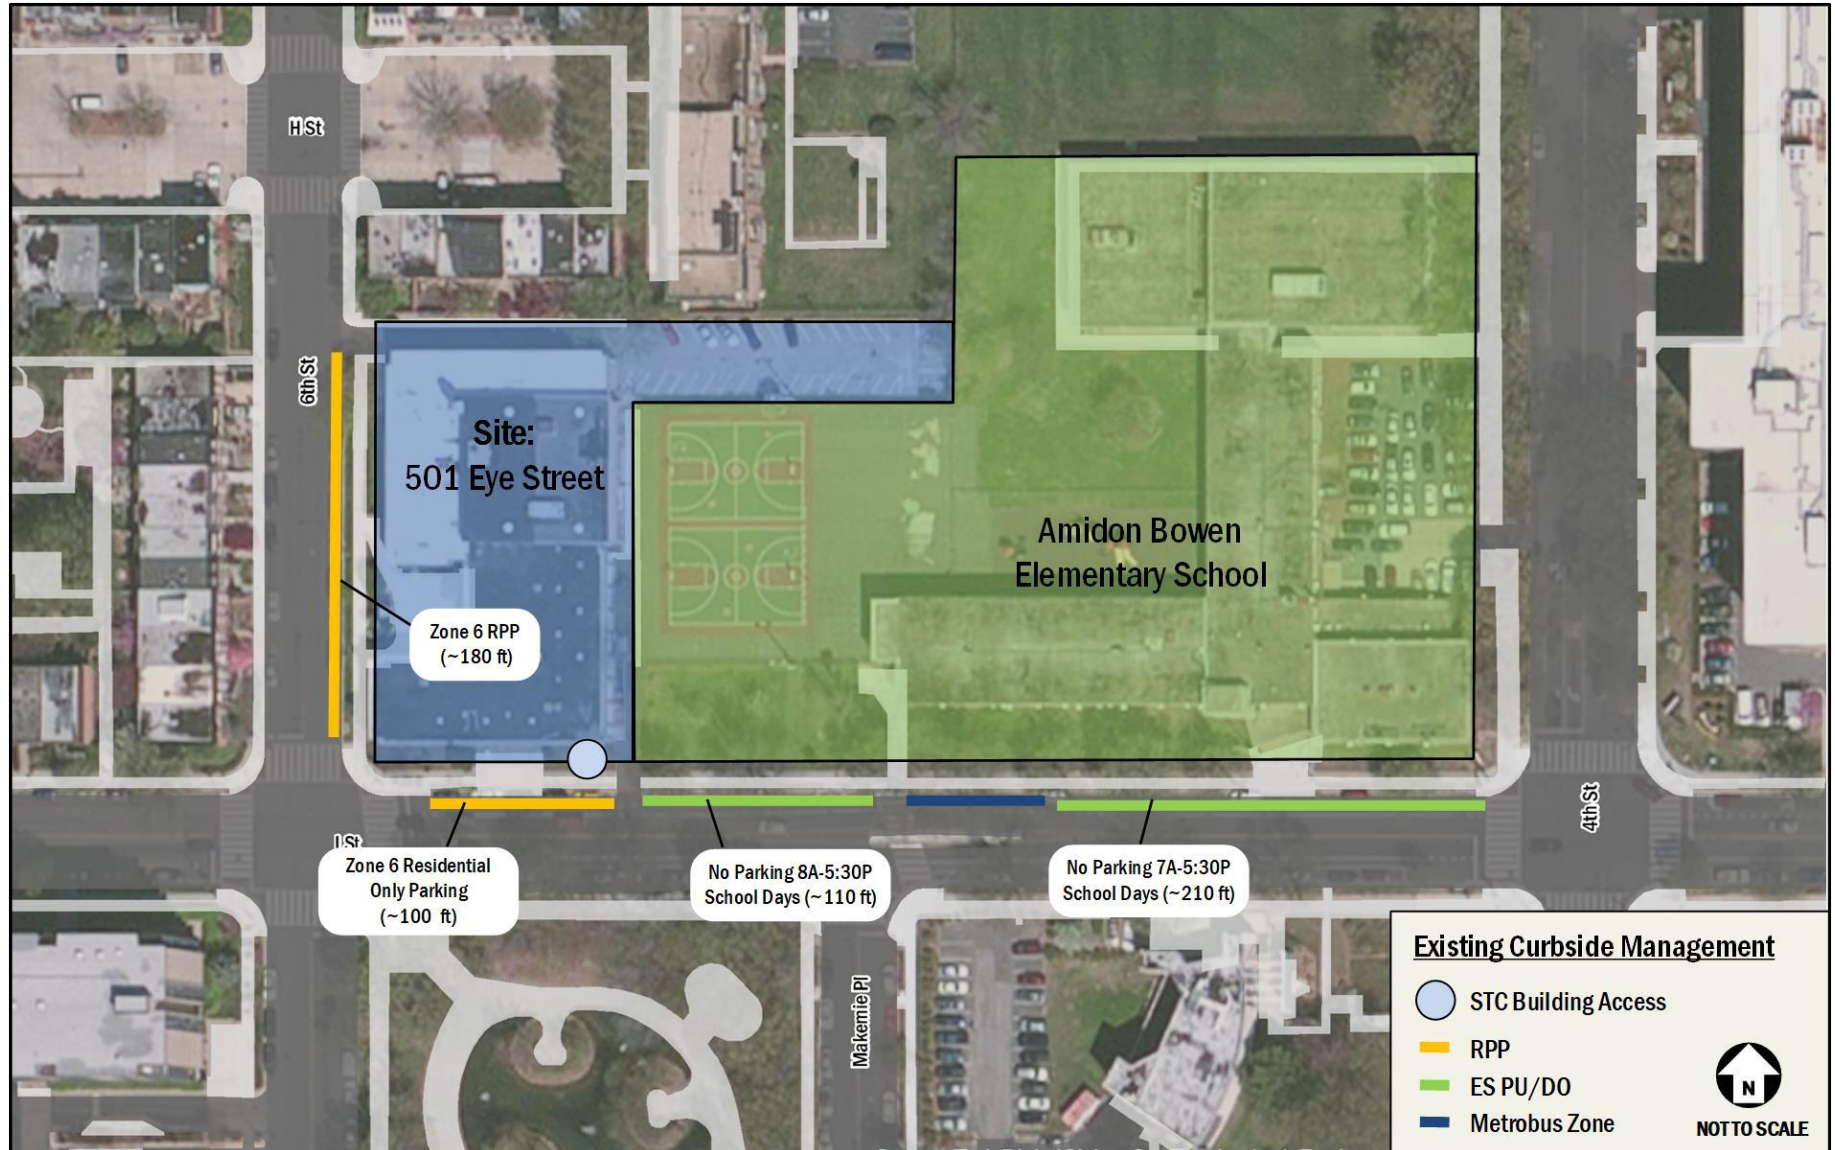 H St
6th St
Site:
501 Eye Street
Amidon Bowen
Elementary School
Zone 6 RPP
(~180 ft)
I St
4th St
Zone 6 Residential
Only Parking
(~100 ft)
No Parking 8A-5:30P
School Days (~110 ft)
No Parking 7A-5:30P
School Days (~210 ft)
Makemie Pl
Existing Curbside Management
STC Building Access
RPP
ES PU/DO
Metrobus Zone
N
NOT TO SCALE